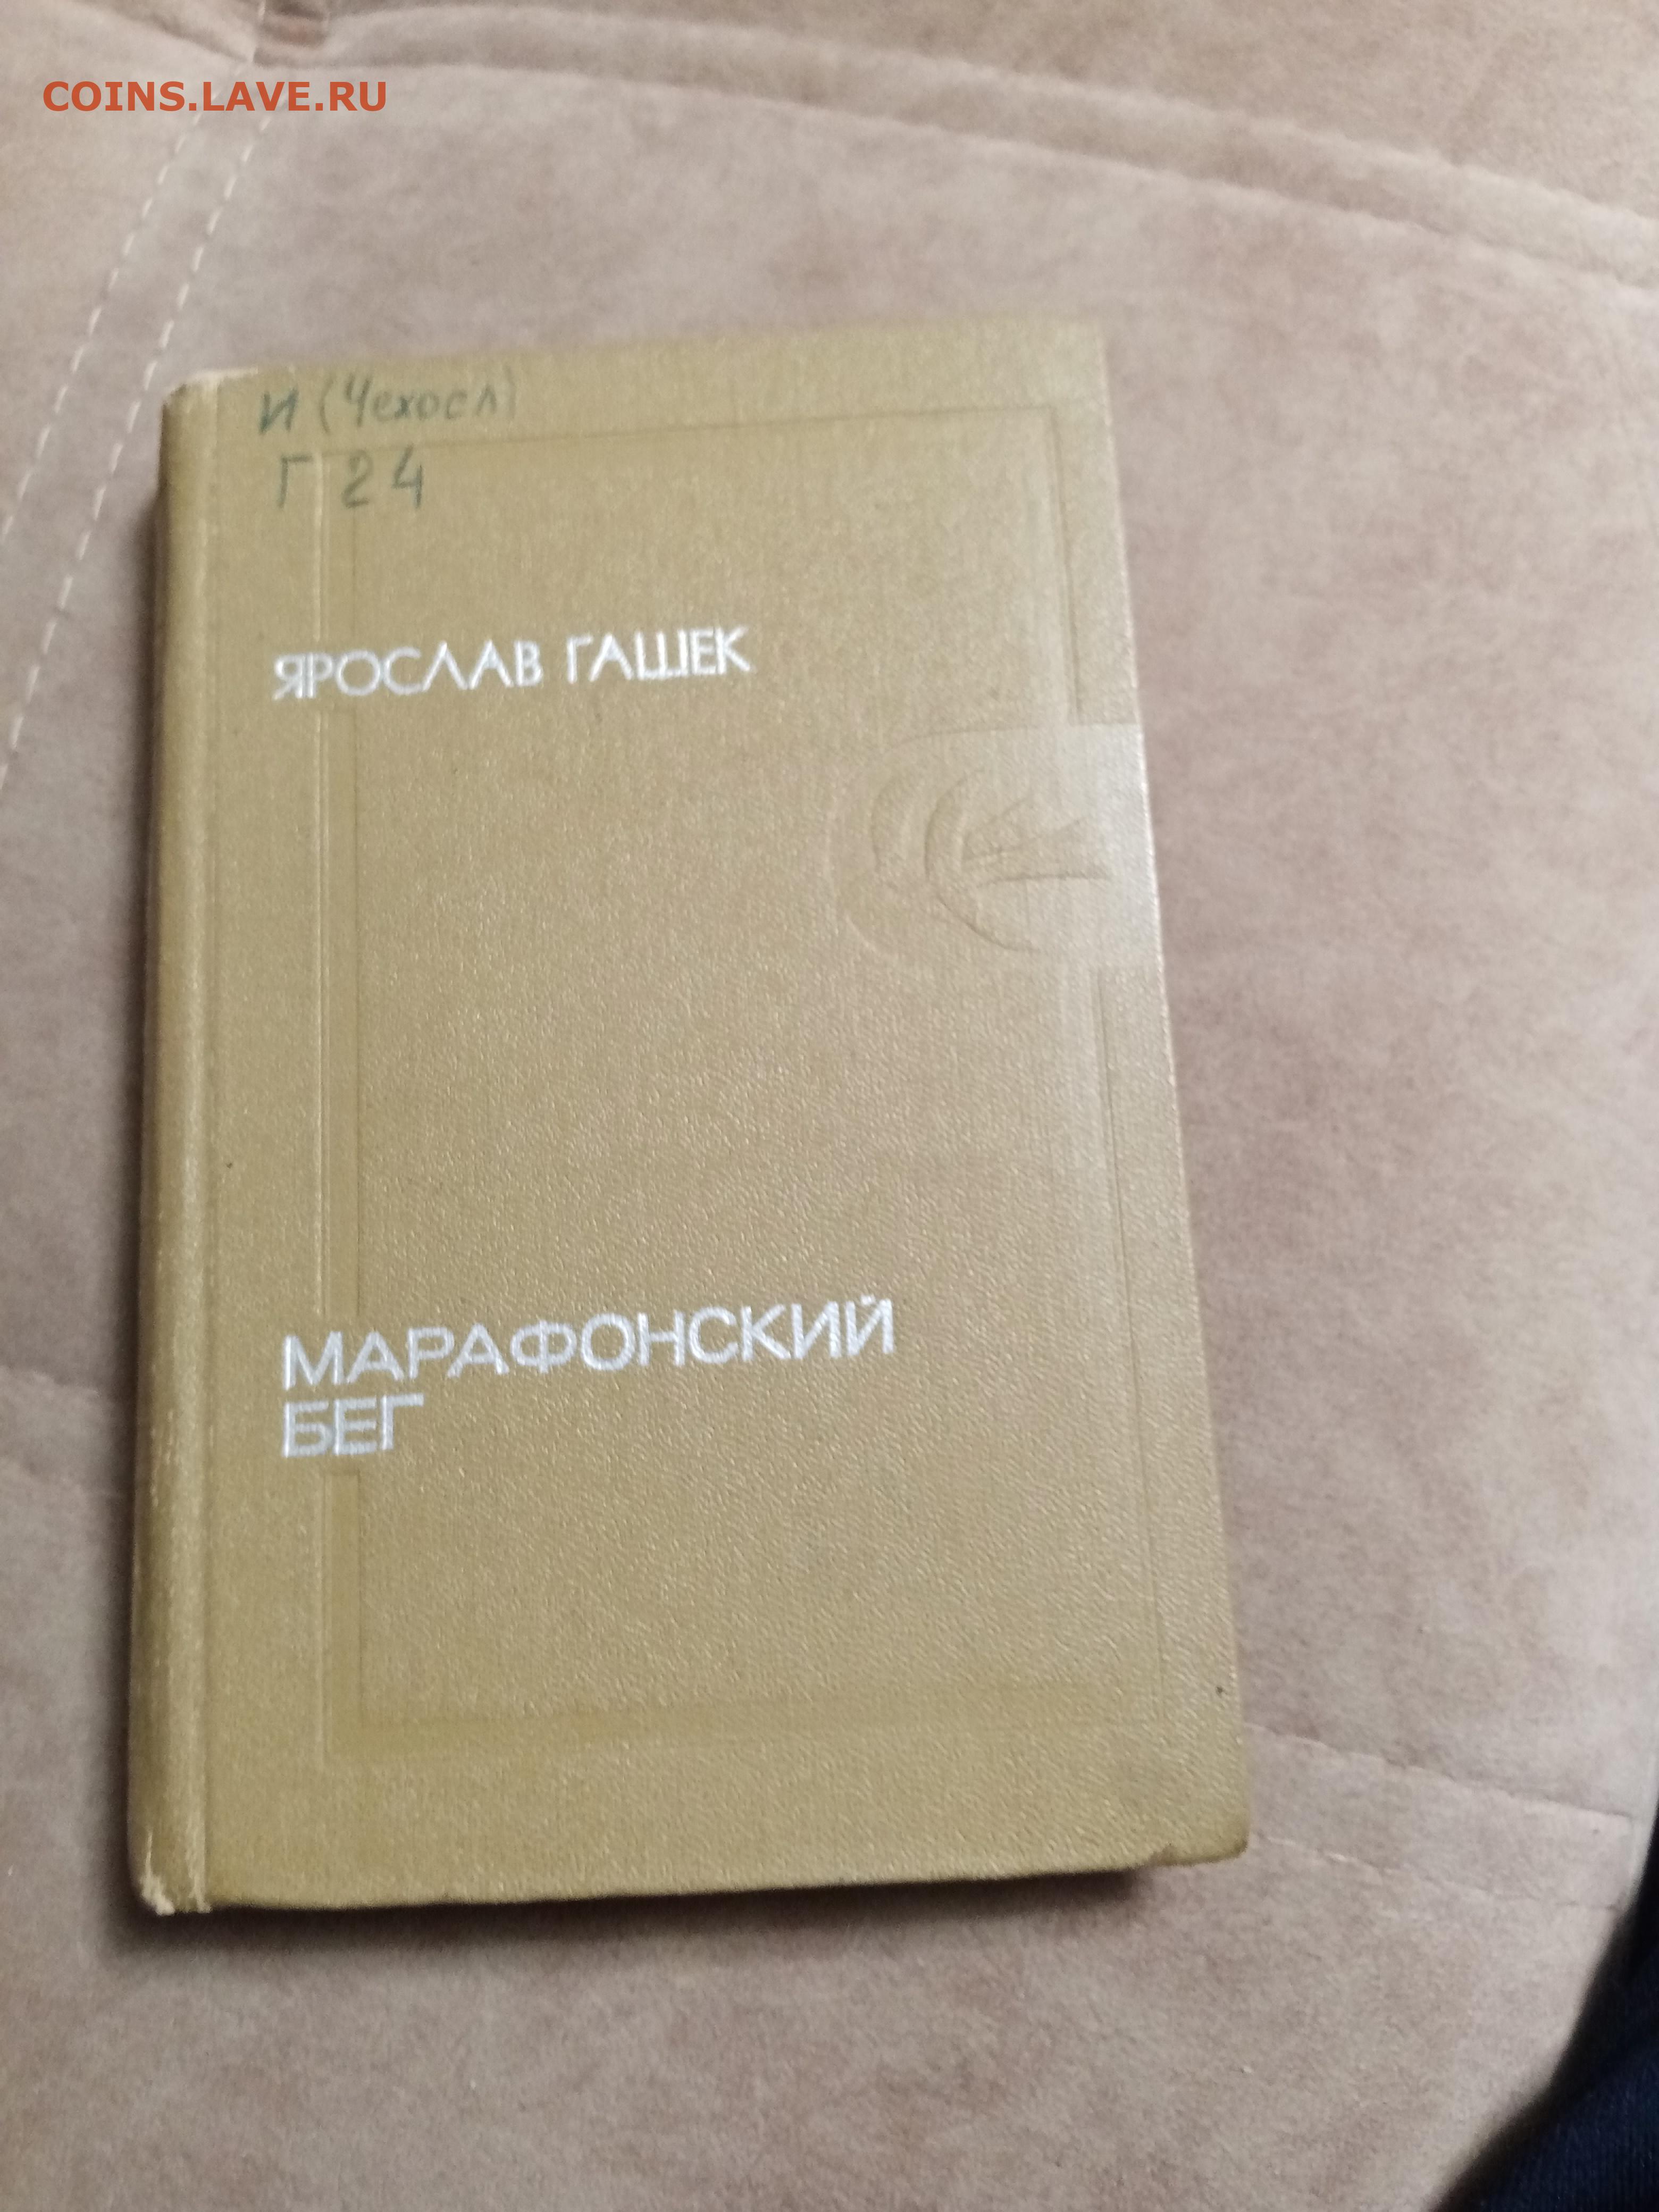 COINS.LAVE.RU
И (Чехосл)
Г 24
ЯРОСЛАВ ГАШЕК
МАРАФОНСКИЙ
БЕГ